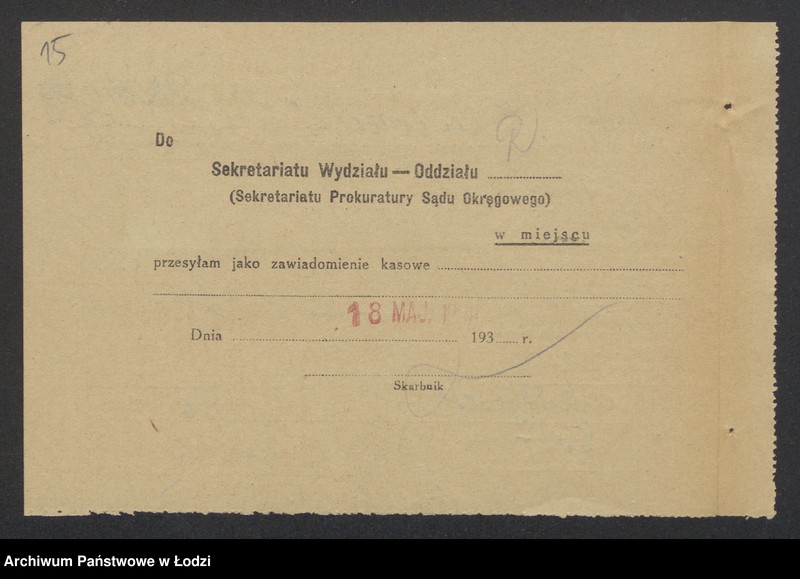 15
Do
Sekretariatu Wydziału — Oddziału ..........
(Sekretariatu Prokuratury Sądu Okręgowego)
w miejscu
przesyłam jako zawiadomienie kasowe ..........
18 MAJ.
Dnia .......... 193..... r.
Skarbnik
Archiwum Państwowe w Łodzi